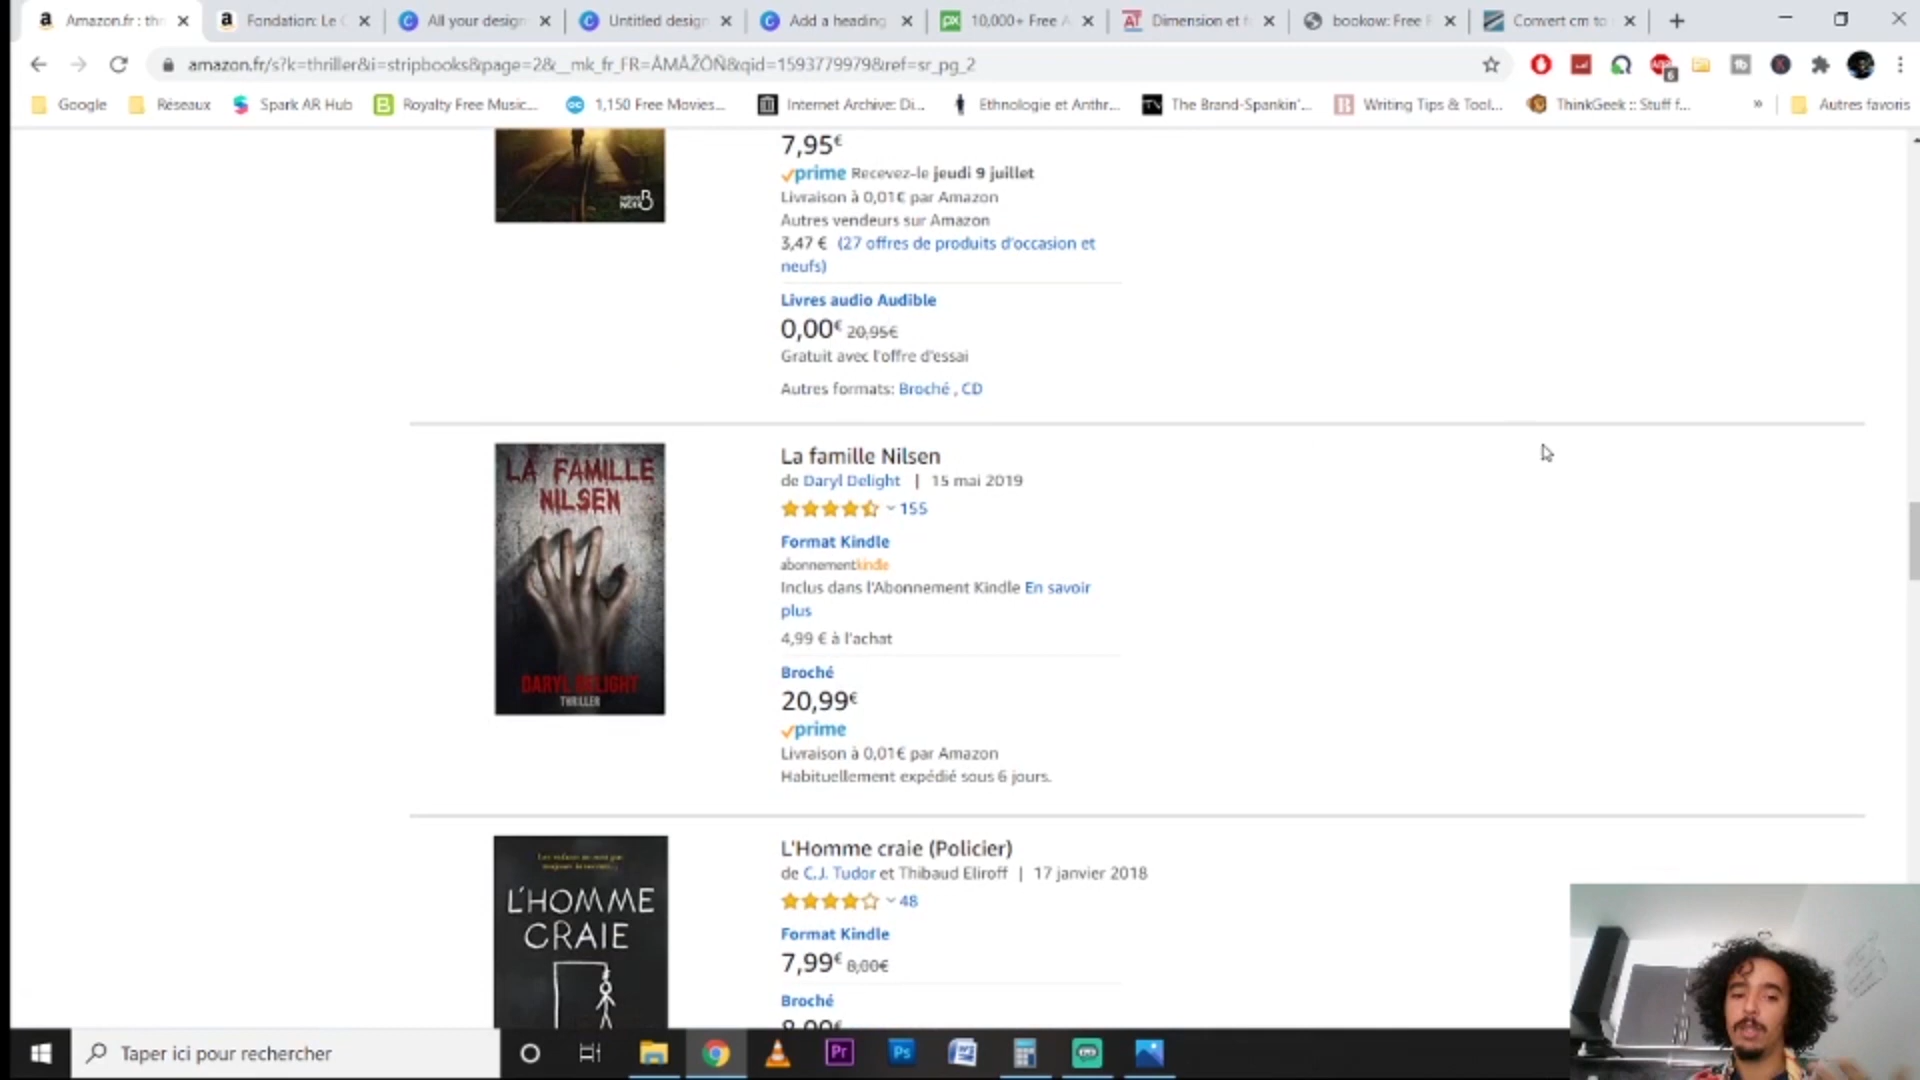 Amazon.fr : thr
Fondation: Le C
All your design
Untitled design
Add a heading
10,000+ Free A
Dimension et f
bookow: Free F
Convert cm to
amazon.fr/s?k=thriller&i=stripbooks&page=2&__mk_fr_FR=ÅMÅŽÕÑ&qid=1593779979&ref=sr_pg_2
Google
Réseaux
Spark AR Hub
Royalty Free Music...
1,150 Free Movies...
Internet Archive: Di...
Ethnologie et Anthr...
The Brand-Spankin'...
Writing Tips & Tool...
ThinkGeek :: Stuff f...
»
Autres favoris
7,95€
prime Recevez-le jeudi 9 juillet
Livraison à 0,01€ par Amazon
Autres vendeurs sur Amazon
3,47 € (27 offres de produits d'occasion et
neufs)
Livres audio Audible
0,00€ 20,95€
Gratuit avec l'offre d'essai
Autres formats: Broché , CD
LA FAMILLE
NILSEN
DARYL DELIGHT
THRILLER
La famille Nilsen
de Daryl Delight | 15 mai 2019
155
Format Kindle
abonnementkindle
Inclus dans l'Abonnement Kindle En savoir
plus
4,99 € à l'achat
Broché
20,99€
prime
Livraison à 0,01€ par Amazon
Habituellement expédié sous 6 jours.
L'HOMME
CRAIE
L'Homme craie (Policier)
de C.J. Tudor et Thibaud Eliroff | 17 janvier 2018
48
Format Kindle
7,99€ 8,00€
Broché
Taper ici pour rechercher
Pr
Ps